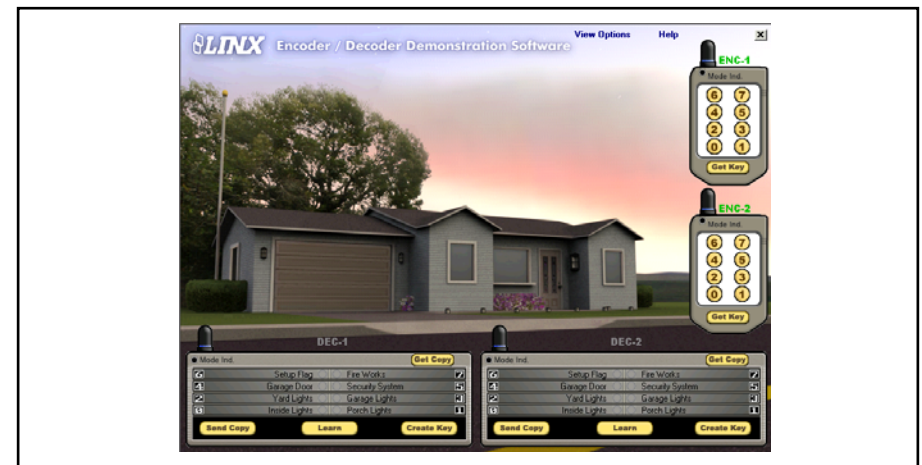 LINX Encoder / Decoder Demonstration Software
View Options Help X
ENC-1
Mode Ind.
6 7
4 5
2 3
0 1
Get Key
ENC-2
Mode Ind.
6 7
4 5
2 3
0 1
Get Key
DEC-1
Mode Ind. Get Copy
Setup Flag Fire Works
Garage Door Security System
Yard Lights Garage Lights
Inside Lights Porch Lights
Send Copy Learn Create Key
DEC-2
Mode Ind. Get Copy
Setup Flag Fire Works
Garage Door Security System
Yard Lights Garage Lights
Inside Lights Porch Lights
Send Copy Learn Create Key